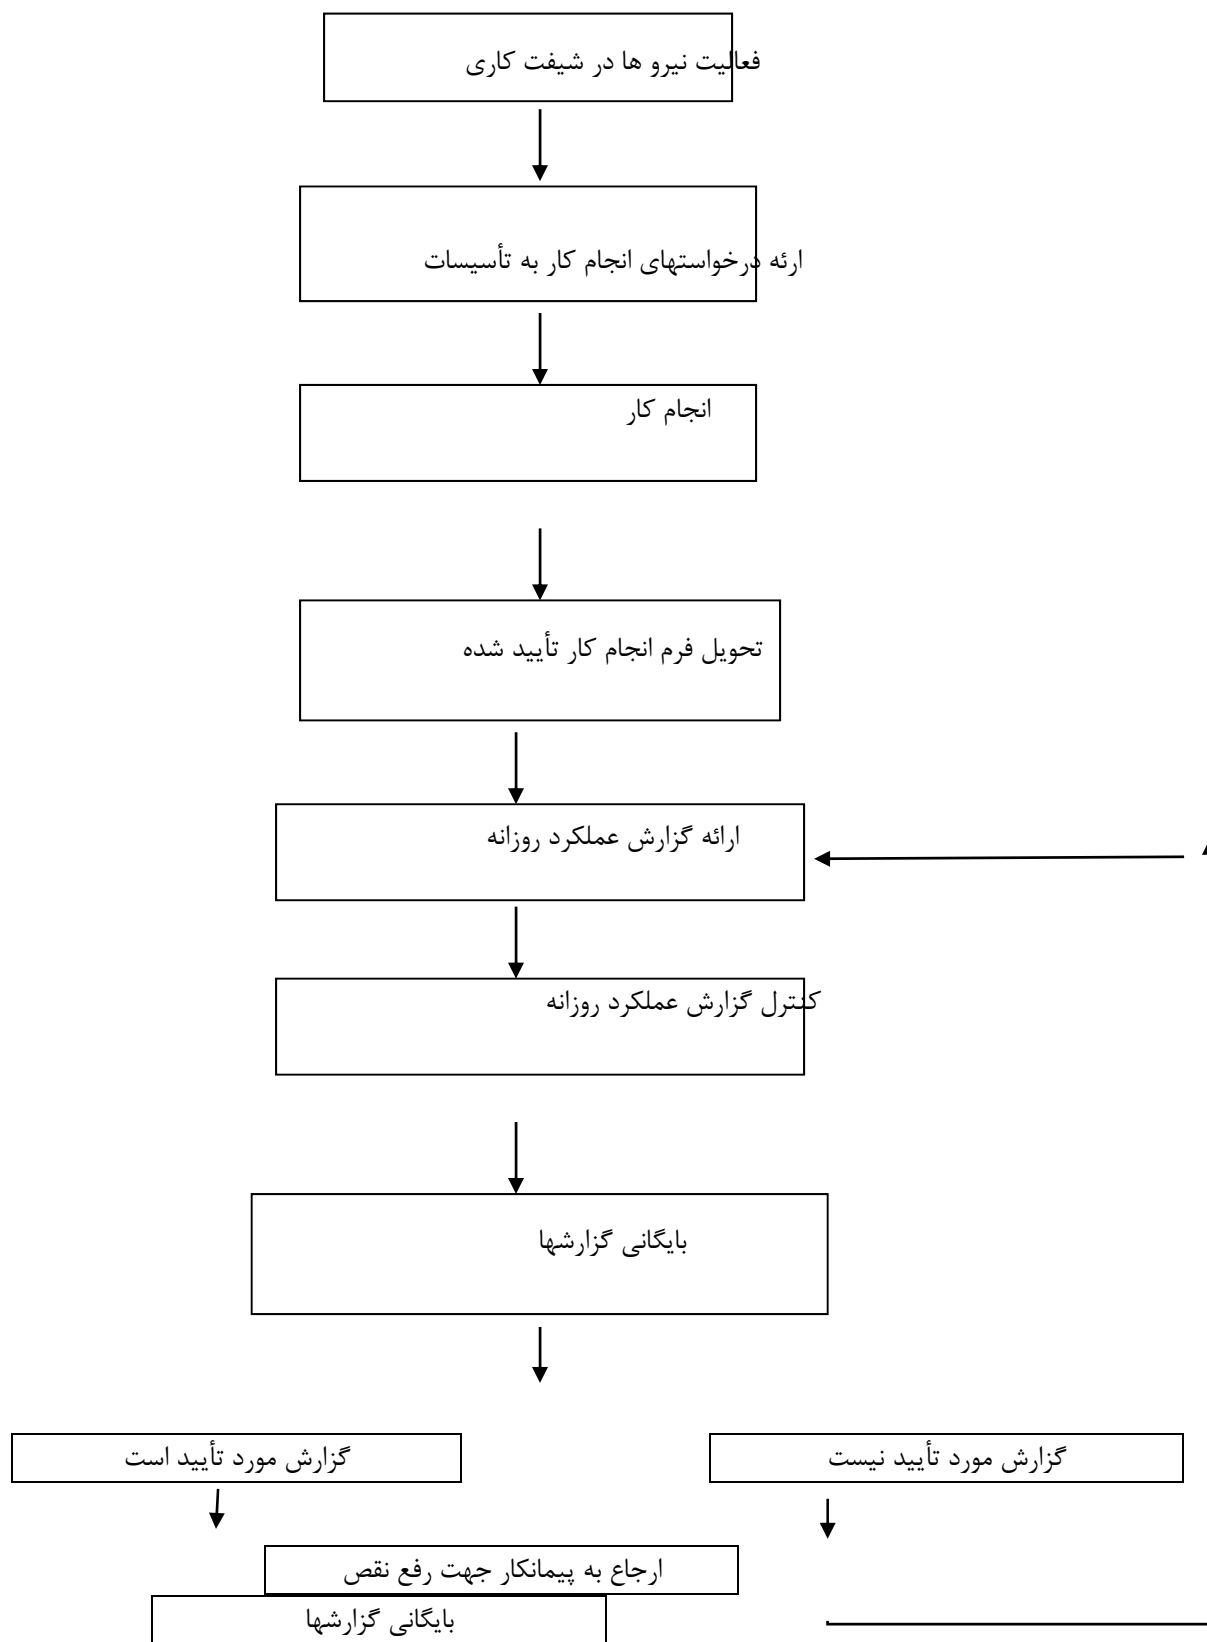 فعالیت نیرو ها در شیفت کاری
ارئه درخواستهای انجام کار به تأسیسات
انجام کار
تحویل فرم انجام کار تأیید شده
ارائه گزارش عملکرد روزانه
کنترل گزارش عملکرد روزانه
بایگانی گزارشها
گزارش مورد تأیید نیست
گزارش مورد تأیید است
ارجاع به پیمانکار جهت رفع نقص
بایگانی گزارشها